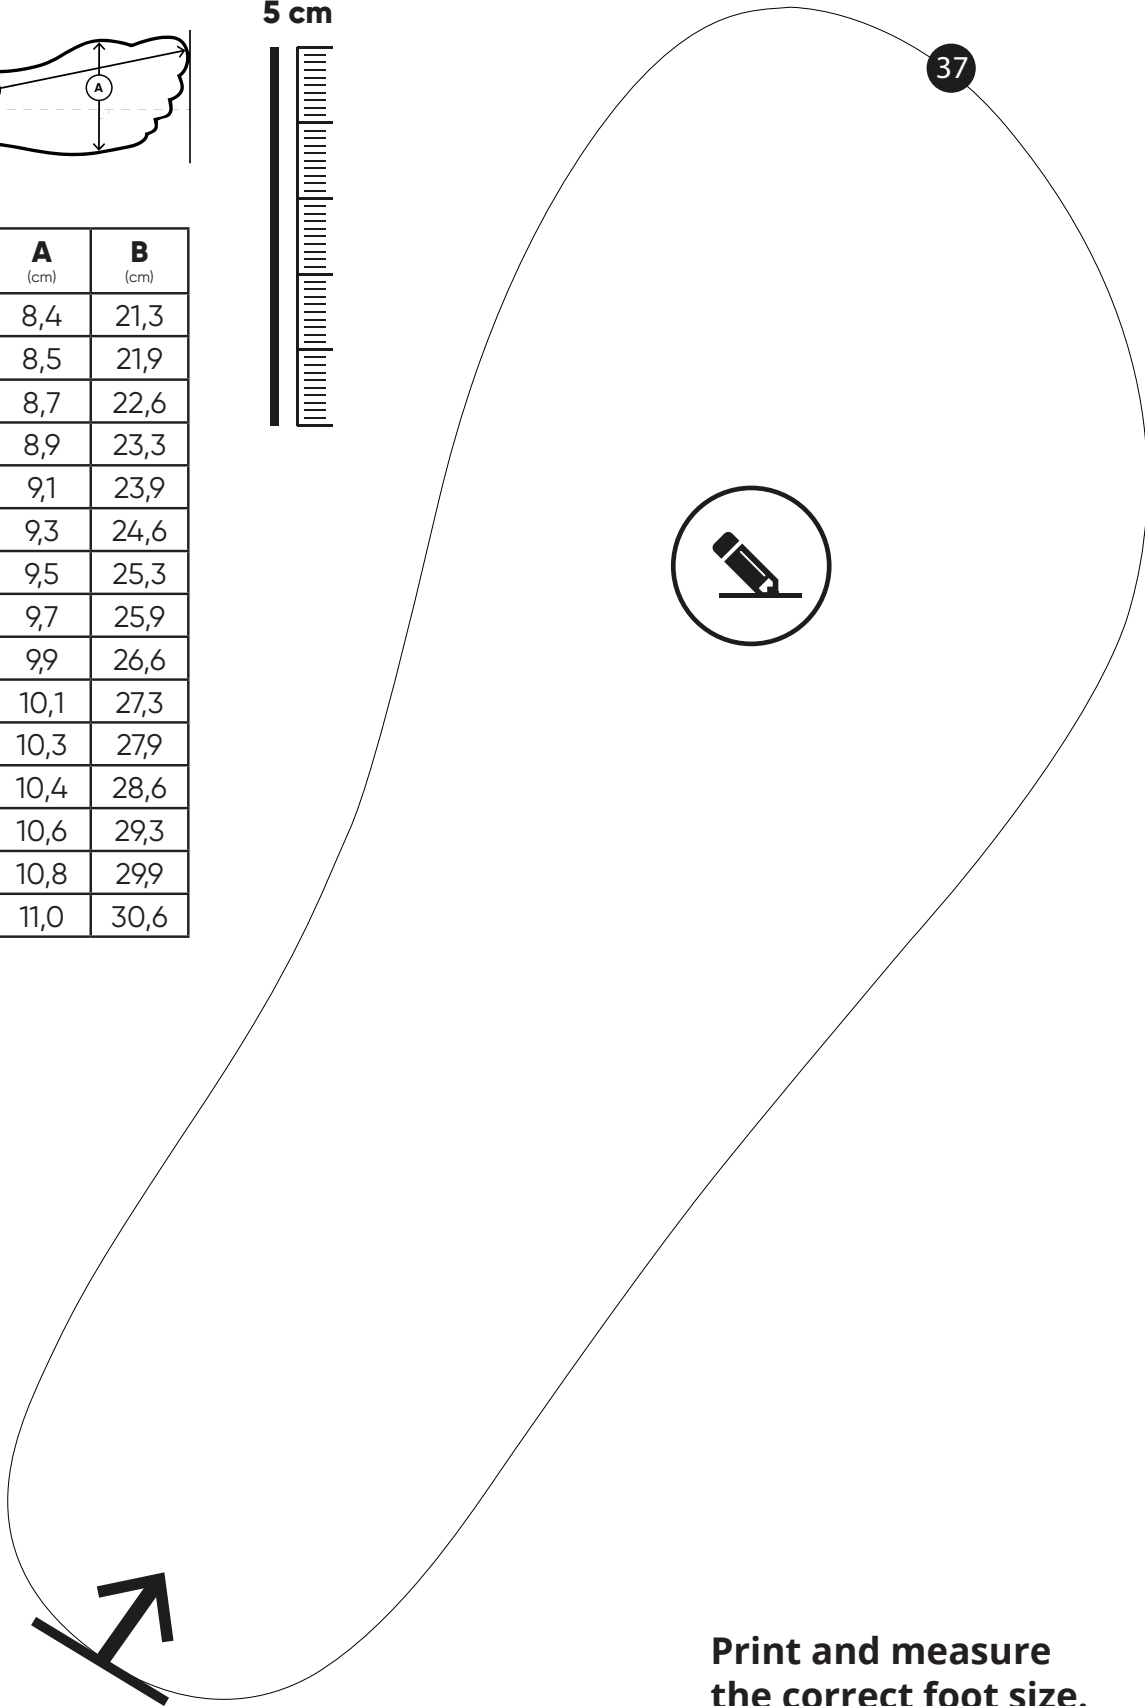 5 cm
37
A
A B
(cm) (cm)
8,4 21,3
8,5 21,9
8,7 22,6
8,9 23,3
9,1 23,9
9,3 24,6
9,5 25,3
9,7 25,9
9,9 26,6
10,1 27,3
10,3 27,9
10,4 28,6
10,6 29,3
10,8 29,9
11,0 30,6
Print and measure
the correct foot size.